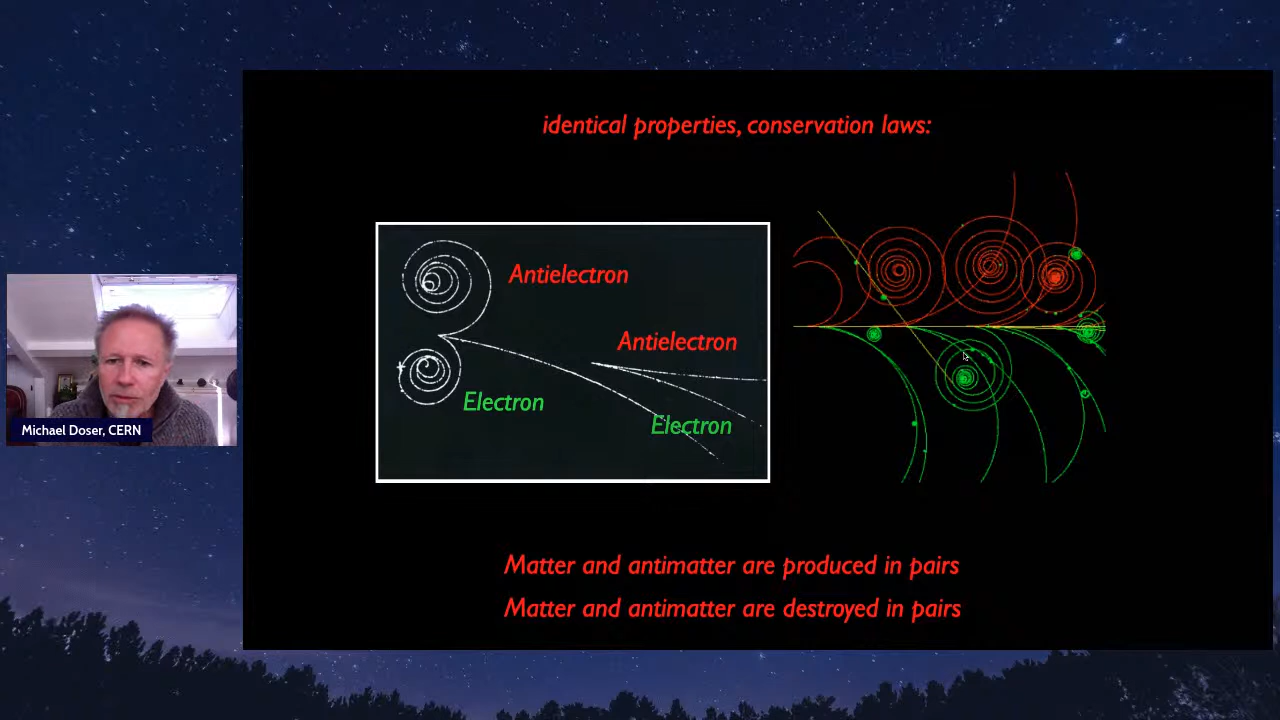 identical properties, conservation laws:
Antielectron
Antielectron
Electron
Electron
Michael Doser, CERN
Matter and antimatter are produced in pairs
Matter and antimatter are destroyed in pairs